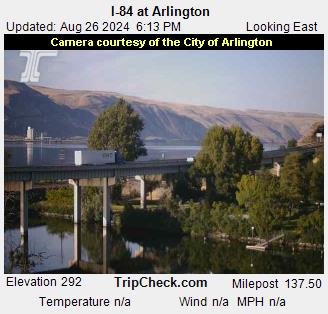 I-84 at Arlington
Updated: Aug 26 2024 6:13 PM Looking East
Camera courtesy of the City of Arlington
Elevation 292 TripCheck.com Milepost 137.50
Temperature n/a Wind n/a MPH n/a